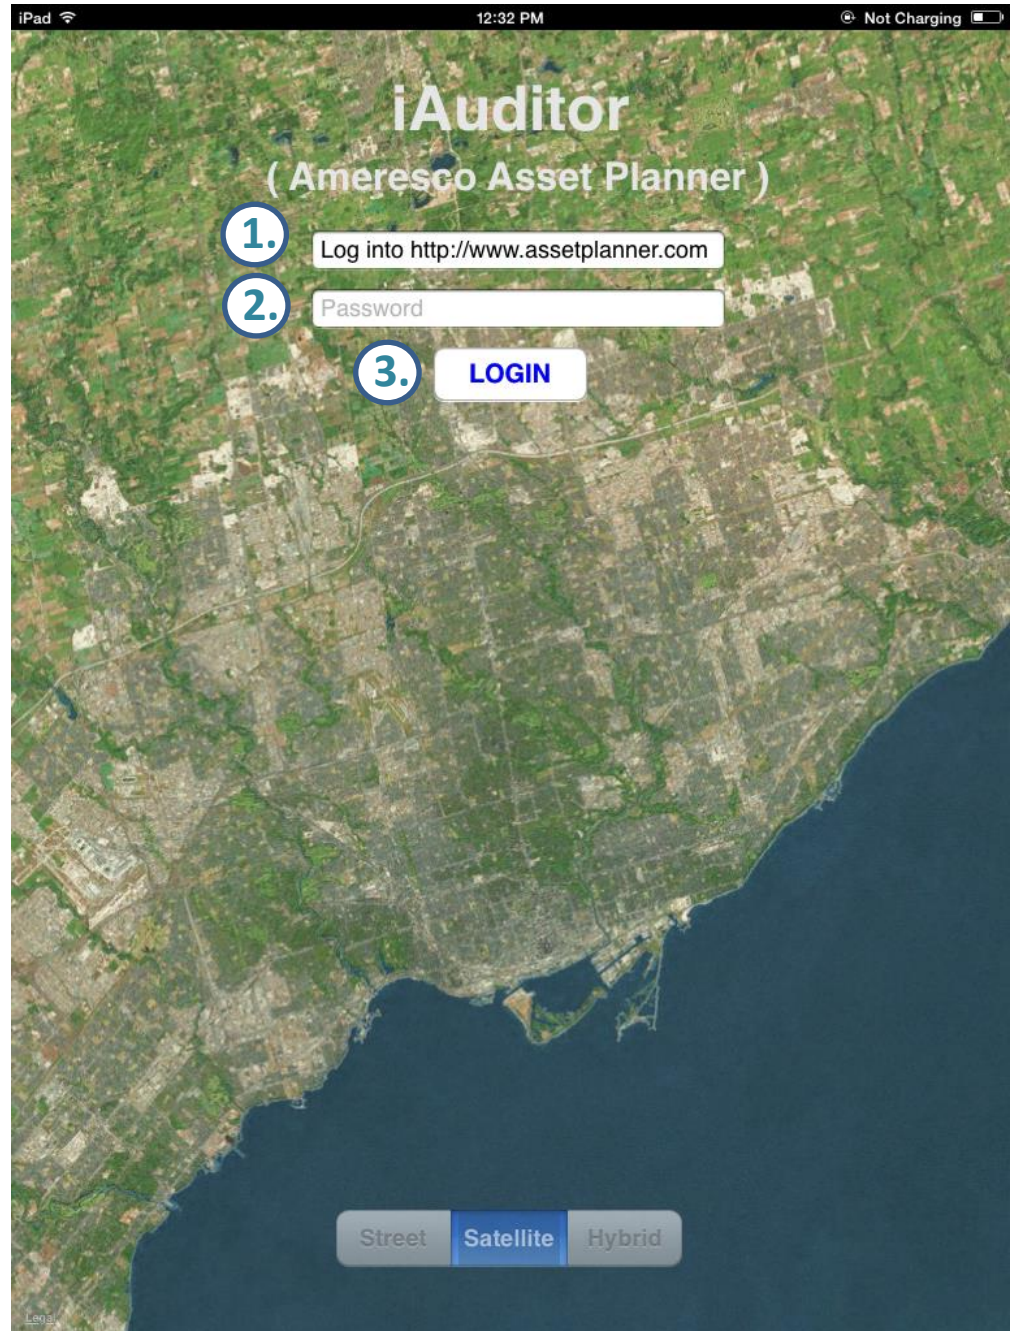 iPad 12:32 PM Not Charging
iAuditor
( Ameresco Asset Planner )
1. Log into http://www.assetplanner.com
2. Password
3. LOGIN
Street Satellite Hybrid
Legal